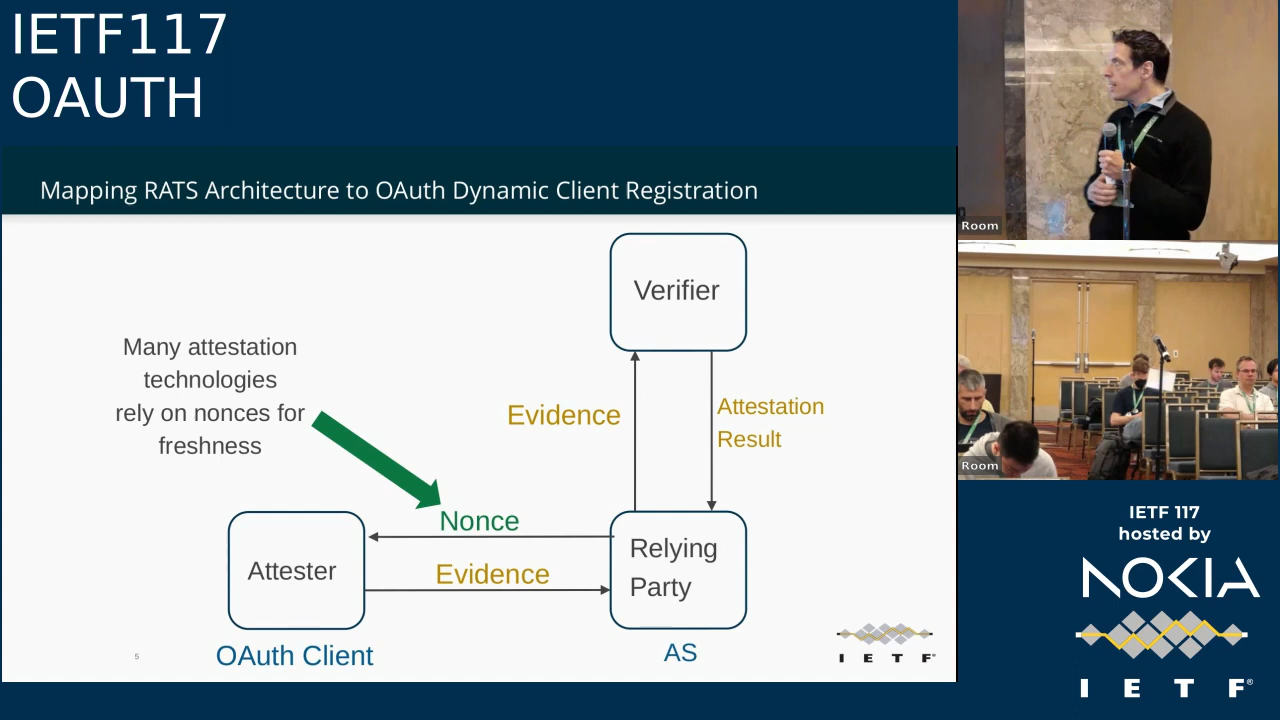 IETF117
OAUTH
Mapping RATS Architecture to OAuth Dynamic Client Registration
Verifier
Many attestation
technologies
rely on nonces for
freshness
Evidence
Attestation
Result
Nonce
Attester
Evidence
Relying
Party
OAuth Client
AS
5
I E T F®
Room
Room
IETF 117
hosted by
NOKIA
I E T F®